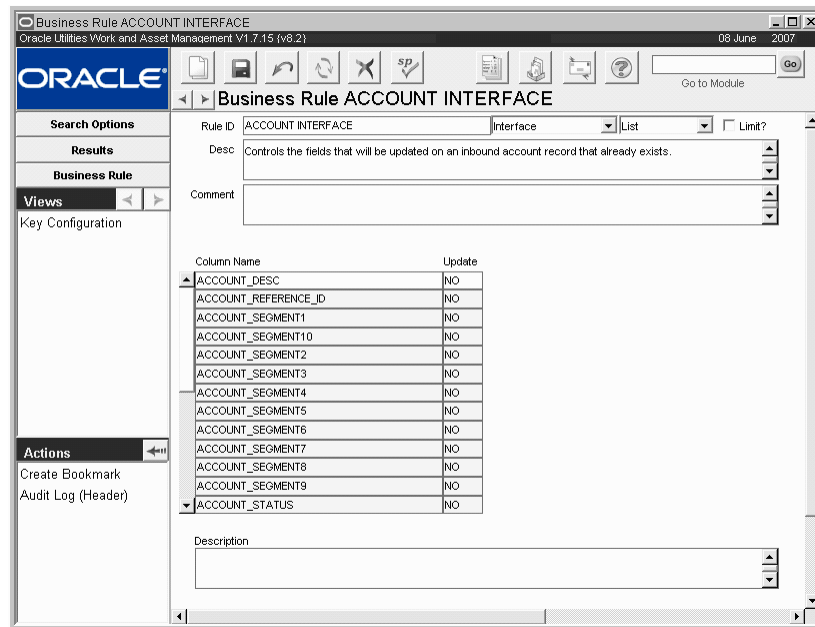 Business Rule ACCOUNT INTERFACE
Oracle Utilities Work and Asset Management V1.7.15 {v8.2} 08 June 2007
ORACLE
sp
Go
Go to Module
Business Rule ACCOUNT INTERFACE
Search Options
Results
Business Rule
Views
Key Configuration
Actions
Create Bookmark
Audit Log (Header)
Rule ID ACCOUNT INTERFACE Interface List Limit?
Desc Controls the fields that will be updated on an inbound account record that already exists.
Comment
Column Name Update
ACCOUNT_DESC NO
ACCOUNT_REFERENCE_ID NO
ACCOUNT_SEGMENT1 NO
ACCOUNT_SEGMENT10 NO
ACCOUNT_SEGMENT2 NO
ACCOUNT_SEGMENT3 NO
ACCOUNT_SEGMENT4 NO
ACCOUNT_SEGMENT5 NO
ACCOUNT_SEGMENT6 NO
ACCOUNT_SEGMENT7 NO
ACCOUNT_SEGMENT8 NO
ACCOUNT_SEGMENT9 NO
ACCOUNT_STATUS NO
Description